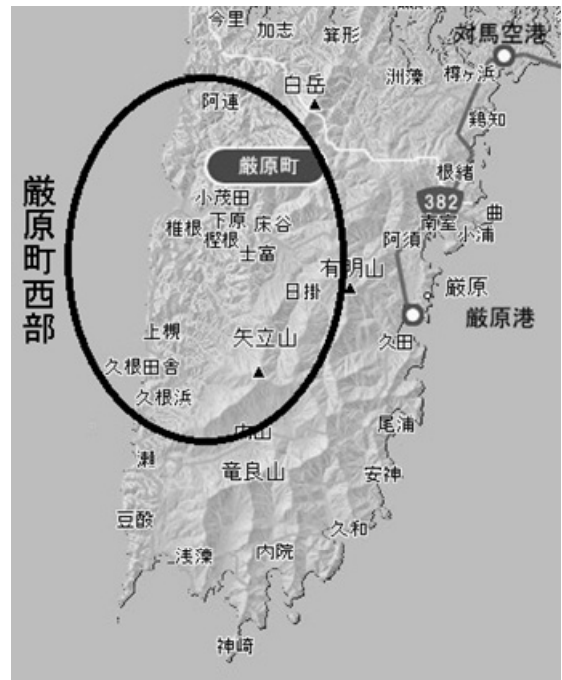 今里
加志
箕形
対馬空港
洲藻
樽ヶ浜
白岳
阿連
鶏知
厳原町
根緒
382
小茂田
南室
曲
下原
床谷
椎根
樫根
阿須
小浦
士富
有明山
日掛
厳原
厳原港
上槻
矢立山
久田
久根田舎
久根浜
尾浦
内山
瀬
竜良山
安神
豆酘
久和
浅藻
内院
神崎
厳原町西部